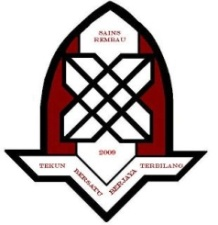 SAINS
REMBAU
2008
TEKUN
BERSATU
BERJAYA
TERBILANG